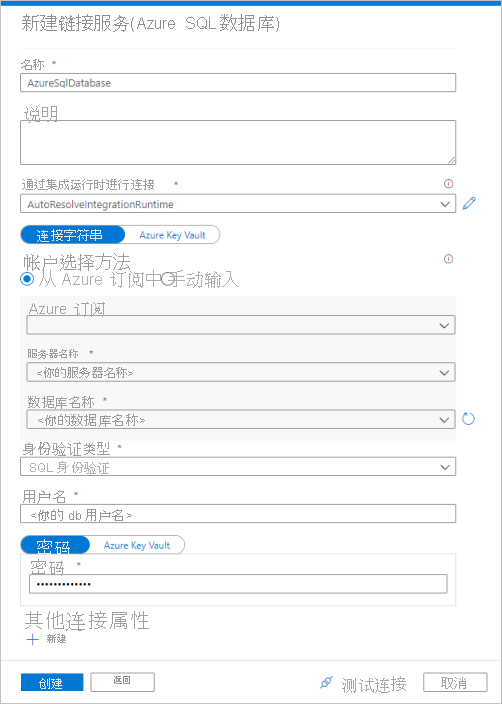 新建链接服务(Azure SQL数据库)
名称 *
AzureSqlDatabase
说明
通过集成运行时进行连接 *
AutoResolveIntegrationRuntime
连接字符串 Azure Key Vault
帐户选择方法
从 Azure 订阅中 手动输入
Azure 订阅
服务器名称 *
<你的服务器名称>
数据库名称 *
<你的数据库名称>
身份验证类型 *
SQL 身份验证
用户名 *
<你的 db 用户名>
密码 Azure Key Vault
密码 *
•••••••••••••
其他连接属性
+ 新建
创建 返回 测试连接 取消